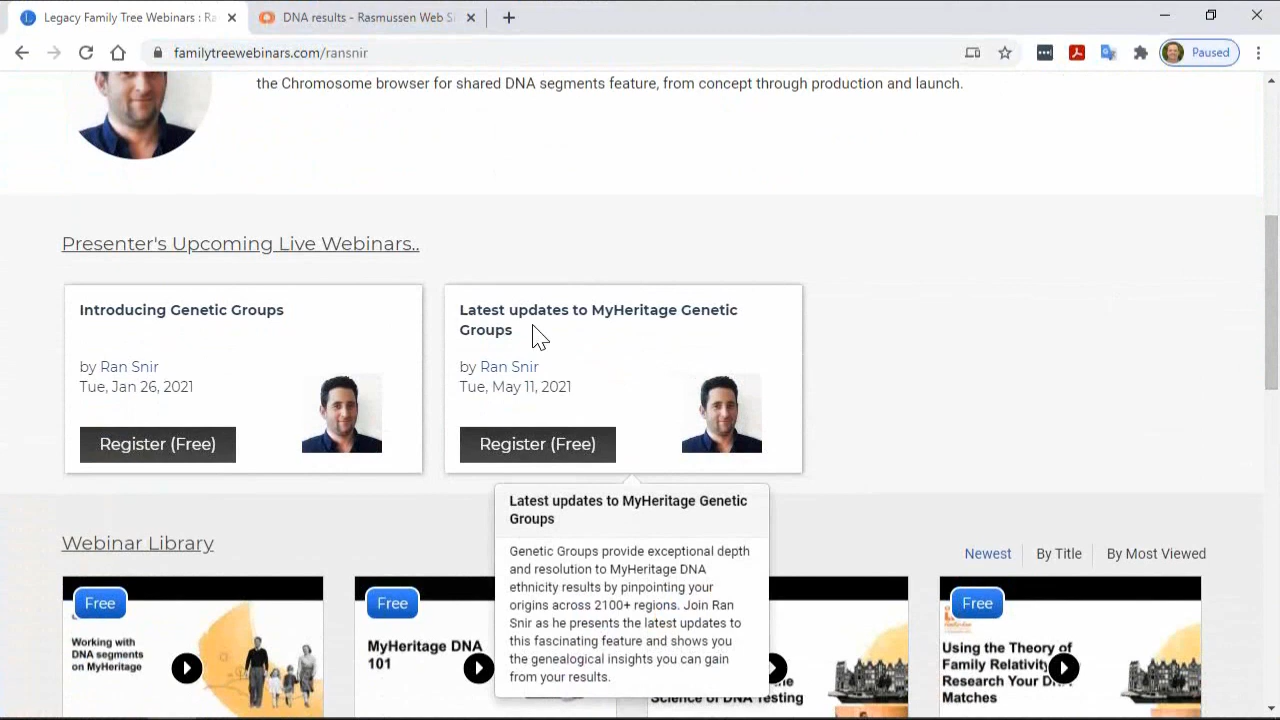 Legacy Family Tree Webinars : Ra
DNA results - Rasmussen Web Si
familytreewebinars.com/ransnir
Paused
the Chromosome browser for shared DNA segments feature, from concept through production and launch.
Presenter's Upcoming Live Webinars..
Introducing Genetic Groups
by Ran Snir
Tue, Jan 26, 2021
Register (Free)
Latest updates to MyHeritage Genetic
Groups
by Ran Snir
Tue, May 11, 2021
Register (Free)
Latest updates to MyHeritage Genetic
Groups
Genetic Groups provide exceptional depth
and resolution to MyHeritage DNA
ethnicity results by pinpointing your
origins across 2100+ regions. Join Ran
Snir as he presents the latest updates to
this fascinating feature and shows you
the genealogical insights you can gain
from your results.
Webinar Library
Newest
By Title
By Most Viewed
Free
Working with
DNA segments
on MyHeritage
Free
MyHeritage DNA
101
Science of DNA Testing
Free
Using the Theory of
Family Relativity
Research Your DNA
Matches